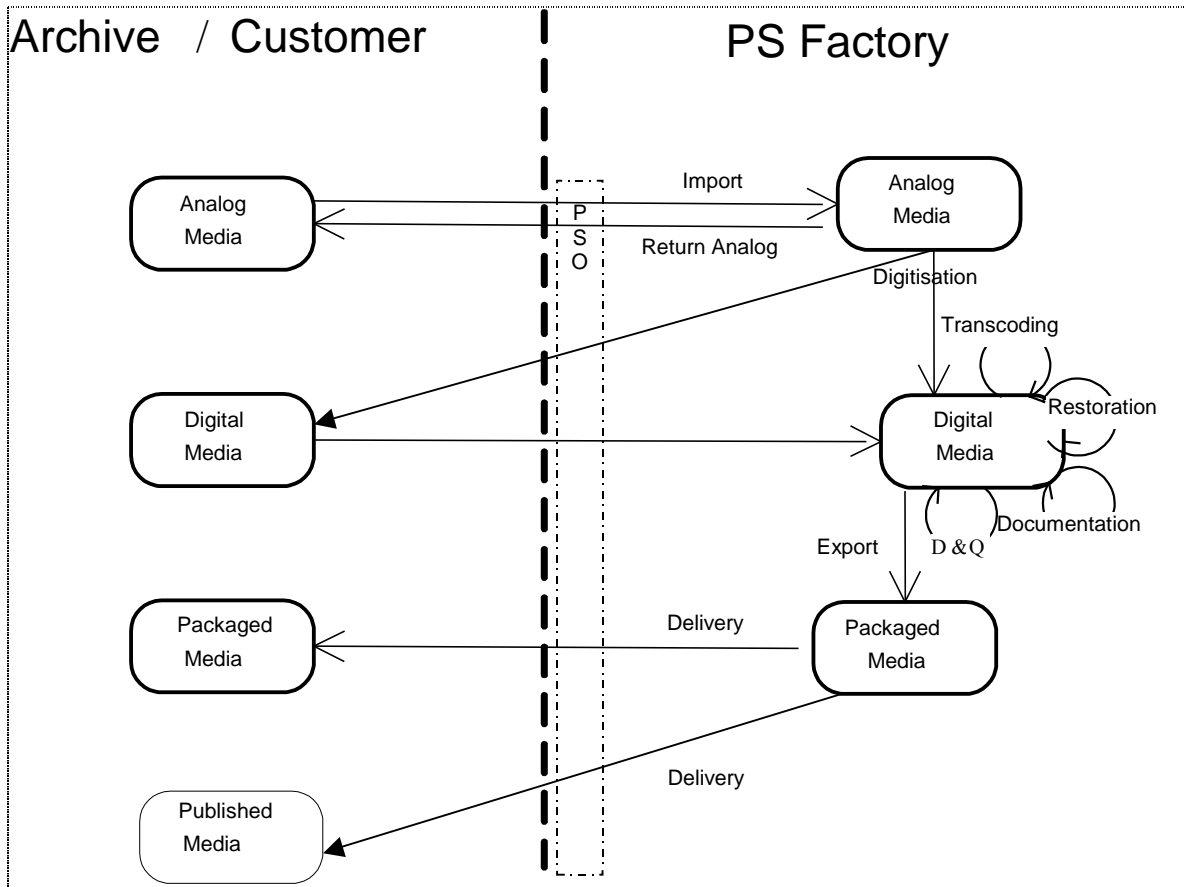 Archive / Customer
PS Factory
Analog
Media
Import
P
S
O
Return Analog
Analog
Media
Digitisation
Transcoding
Digital
Media
Digital
Media
Restoration
Documentation
D &Q
Export
Packaged
Media
Delivery
Packaged
Media
Delivery
Published
Media